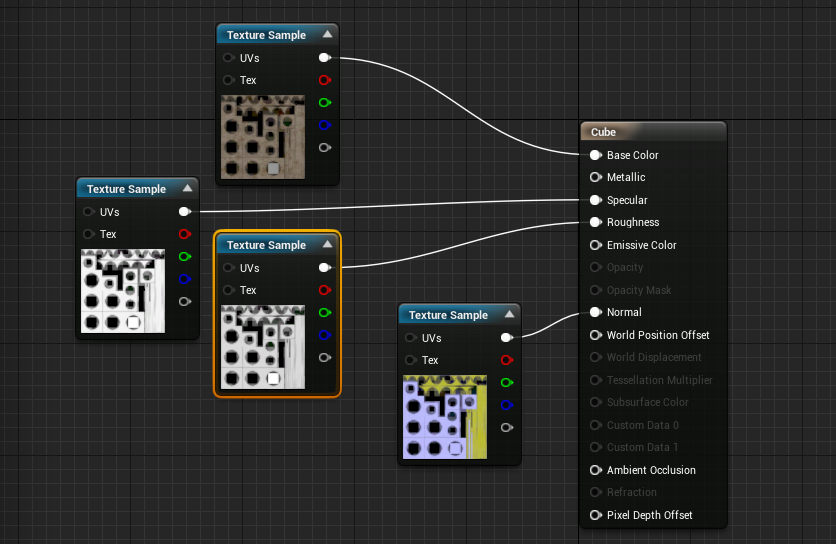 Texture Sample
UVs
Tex
Texture Sample
UVs
Tex
Texture Sample
UVs
Tex
Texture Sample
UVs
Tex
Cube
Base Color
Metallic
Specular
Roughness
Emissive Color
Opacity
Opacity Mask
Normal
World Position Offset
World Displacement
Tessellation Multiplier
Subsurface Color
Custom Data 0
Custom Data 1
Ambient Occlusion
Refraction
Pixel Depth Offset